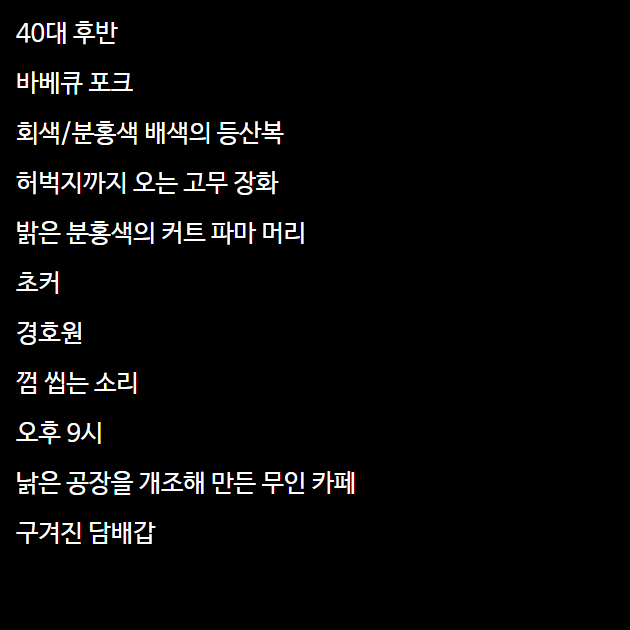 40대 후반
바베큐 포크
회색/분홍색 배색의 등산복
허벅지까지 오는 고무 장화
밝은 분홍색의 커트 파마 머리
초커
경호원
껌 씹는 소리
오후 9시
낡은 공장을 개조해 만든 무인 카페
구겨진 담배갑